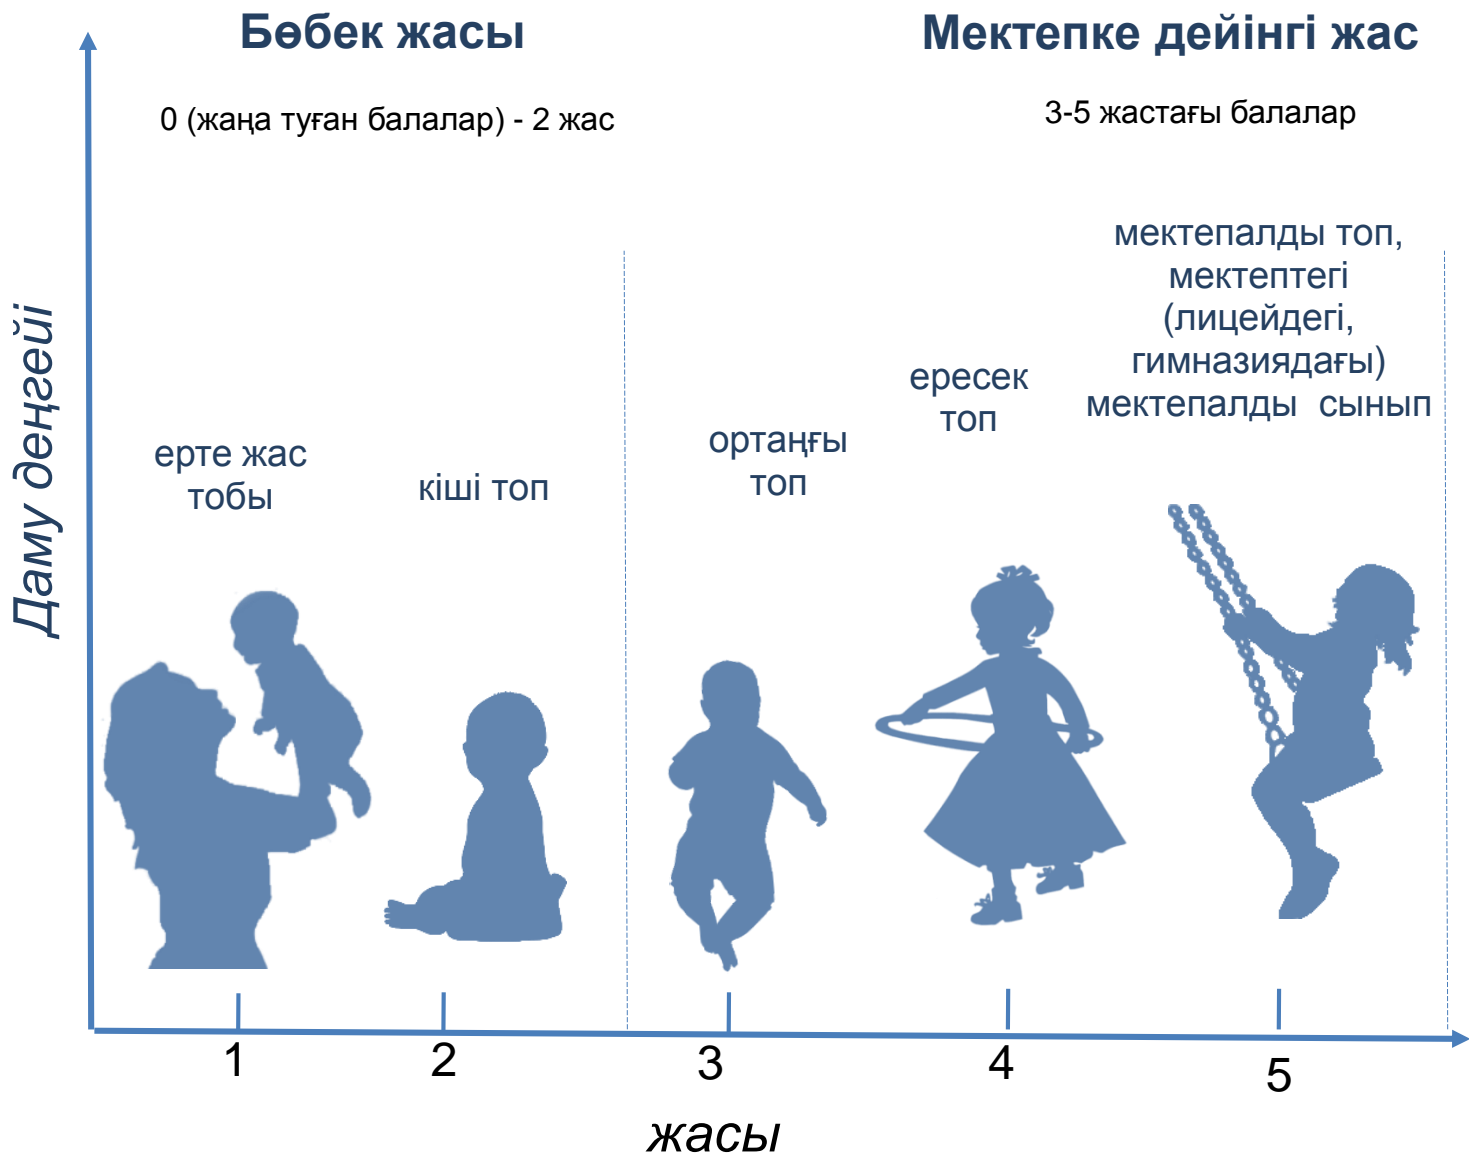 Бөбек жасы
Мектепке дейінгі жас
0 (жаңа туған балалар) - 2 жас
3-5 жастағы балалар
Даму деңгейі
ерте жас
тобы
кіші топ
ортаңғы
топ
ересек
топ
мектепалды топ,
мектептегі
(лицейдегі,
гимназиядағы)
мектепалды сынып
1
2
3
4
5
жасы